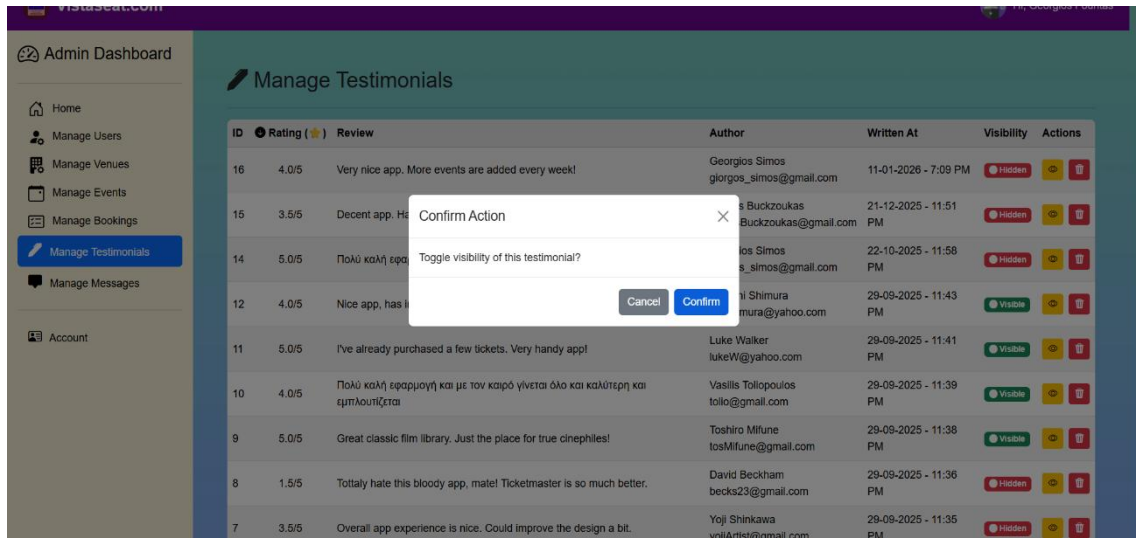 vistaseat.com
Hi, Georgios Fountas
Admin Dashboard
Home
Manage Users
Manage Venues
Manage Events
Manage Bookings
Manage Testimonials
Manage Messages
Account
Manage Testimonials
ID Rating ( ) Review Author Written At Visibility Actions
16 4.0/5 Very nice app. More events are added every week! Georgios Simos 11-01-2026 - 7:09 PM Hidden
giorgos_simos@gmail.com
15 3.5/5 Decent app. Buckzoukas 21-12-2025 - 11:51 Hidden
Buckzoukas@gmail.com PM
14 5.0/5 Πολύ καλή Simos 22-10-2025 - 11:58 Hidden
_simos@gmail.com PM
12 4.0/5 Nice app, has Shimura 29-09-2025 - 11:43 Visible
mura@yahoo.com PM
Confirm Action
Toggle visibility of this testimonial?
Cancel Confirm
11 5.0/5 I've already purchased a few tickets. Very handy app! Luke Walker 29-09-2025 - 11:41 Visible
lukeW@yahoo.com PM
10 4.0/5 Πολύ καλή εφαρμογή και με τον καιρό γίνεται όλο και καλύτερη και Vasilis Toliopoulos 29-09-2025 - 11:39 Visible
εμπλουτίζεται tolio@gmail.com PM
9 5.0/5 Great classic film library. Just the place for true cinephiles! Toshiro Mifune 29-09-2025 - 11:38 Visible
tosMifune@gmail.com PM
8 1.5/5 Tottaly hate this bloody app, mate! Ticketmaster is so much better. David Beckham 29-09-2025 - 11:36 Hidden
becks23@gmail.com PM
7 3.5/5 Overall app experience is nice. Could improve the design a bit. Yoji Shinkawa 29-09-2025 - 11:35 Hidden
yojiArtist@gmail.com PM